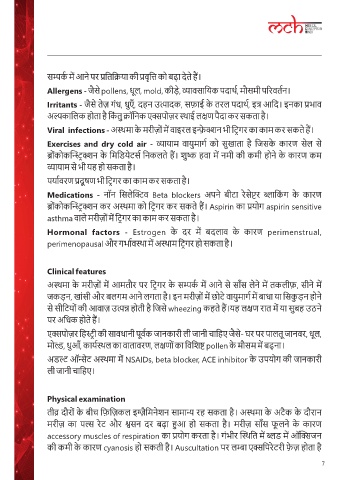 mch
सम्पर्क में आने पर प्रतिक्रिया की प्रवृत्ति को बढ़ा देते हैं।
Allergens - जैसे pollens, धूल, mold, कीड़े, व्यावसायिक पदार्थ, मौसमी परिवर्तन।
Irritants - जैसे तेज़ गंध, धुएँ, दहन उत्पादक, सफ़ाई के तरल पदार्थ, इत्र आदि। इनका प्रभाव
अल्पकालिक होता है किंतु क्रॉनिक एक्सपोज़र स्थाई लक्षण पैदा कर सकता है।
Viral infections - अस्थमा के मरीज़ों में वाइरल इन्फ़ेक्शन भी ट्रिगर का काम कर सकते हैं।
Exercises and dry cold air - व्यायाम वायुमार्ग को सुखाता है जिसके कारण सेल से
ब्रोंकोकन्स्ट्रिक्शन के मिडियेटर्स निकलते हैं। शुष्क हवा में नमी की कमी होने के कारण कम
व्यायाम से भी यह हो सकता है।
पर्यावरण प्रदूषण भी ट्रिगर का काम कर सकता है।
Medications - नॉन सिलेक्टिव Beta blockers अपने बीटा रेसेप्टर ब्लाकिंग के कारण
ब्रोंकोकन्स्ट्रिक्शन कर अस्थमा को ट्रिगर कर सकते हैं। Aspirin का प्रयोग aspirin sensitive
asthma वाले मरीज़ों में ट्रिगर का काम कर सकता है।
Hormonal factors - Estrogen के दर में बदलाव के कारण perimenstrual,
perimenopausal और गर्भावस्था में अस्थमा ट्रिगर हो सकता है।
Clinical features
अस्थमा के मरीज़ों में आमतौर पर ट्रिगर के सम्पर्क में आने से साँस लेने में तकलीफ़, सीने में
जकड़न, खांसी और बलगम आने लगता है। इन मरीज़ों में छोटे वायुमार्ग में बाधा या सिकुड़न होने
से सीटियों की आवाज़ उत्पन्न होती है जिसे wheezing कहते हैं।यह लक्षण रात में या सुबह उठने
पर अधिक होते हैं।
एक्सपोज़र हिस्ट्री की सावधानी पूर्वक जानकारी ली जानी चाहिए जैसे- घर पर पालतू जानवर, धूल,
मोल्ड, धुआँ, कार्यस्थल का वातावरण, लक्षणों का विशिष्ट pollen के मौसम में बढ़ना।
अडल्ट ऑन्सेट अस्थमा में NSAIDs, beta blocker, ACE inhibitor के उपयोग की जानकारी
ली जानी चाहिए।
Physical examination
तीव्र दौरों के बीच फ़िज़िकल इग्ज़ैमिनेशन सामान्य रह सकता है। अस्थमा के अटैक के दौरान
मरीज़ का पल्स रेट और श्वसन दर बढ़ा हुआ हो सकता है। मरीज़ साँस फूलने के कारण
accessory muscles of respiration का प्रयोग करता है। गंभीर स्थिति में ब्लड में ऑक्सिजन
की कमी के कारण cyanosis हो सकती है। Auscultation पर लम्बा एक्सपिरेटरी फ़ेज़ होता है
7